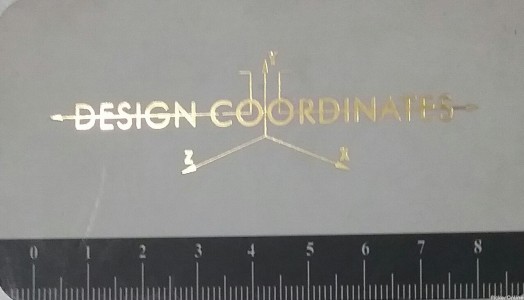 Y
DESIGN COORDINATES
Z X
0 1 2 3 4 5 6 7 8